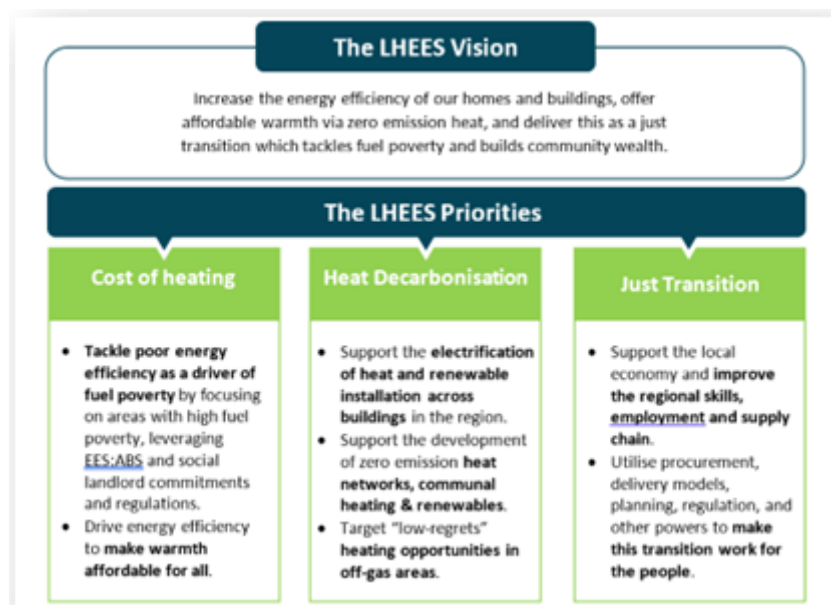 The LHEES Vision
Increase the energy efficiency of our homes and buildings, offer
affordable warmth via zero emission heat, and deliver this as a just
transition which tackles fuel poverty and builds community wealth.
The LHEES Priorities
Cost of heating
• Tackle poor energy
efficiency as a driver of
fuel poverty by focusing
on areas with high fuel
poverty, leveraging
EES:ABS and social
landlord commitments
and regulations.
• Drive energy efficiency
to make warmth
affordable for all.
Heat Decarbonisation
• Support the electrification
of heat and renewable
installation across
buildings in the region.
• Support the development
of zero emission heat
networks, communal
heating & renewables.
• Target “low-regrets”
heating opportunities in
off-gas areas.
Just Transition
• Support the local
economy and improve
the regional skills,
employment and supply
chain.
• Utilise procurement,
delivery models,
planning, regulation, and
other powers to make
this transition work for
the people.